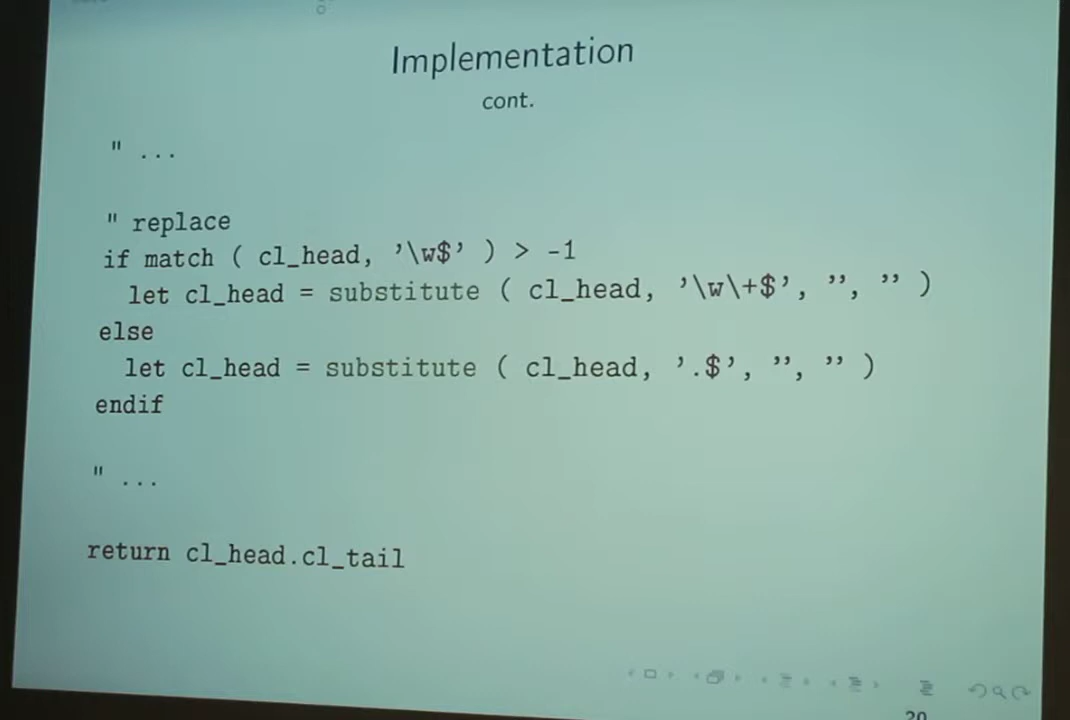 Implementation
cont.
" ...
" replace
if match ( cl_head, ’\w$’ ) > -1
let cl_head = substitute ( cl_head, ’\w\+$’, ’’, ’’ )
else
let cl_head = substitute ( cl_head, ’.$’, ’’, ’’ )
endif
" ...
return cl_head.cl_tail
20